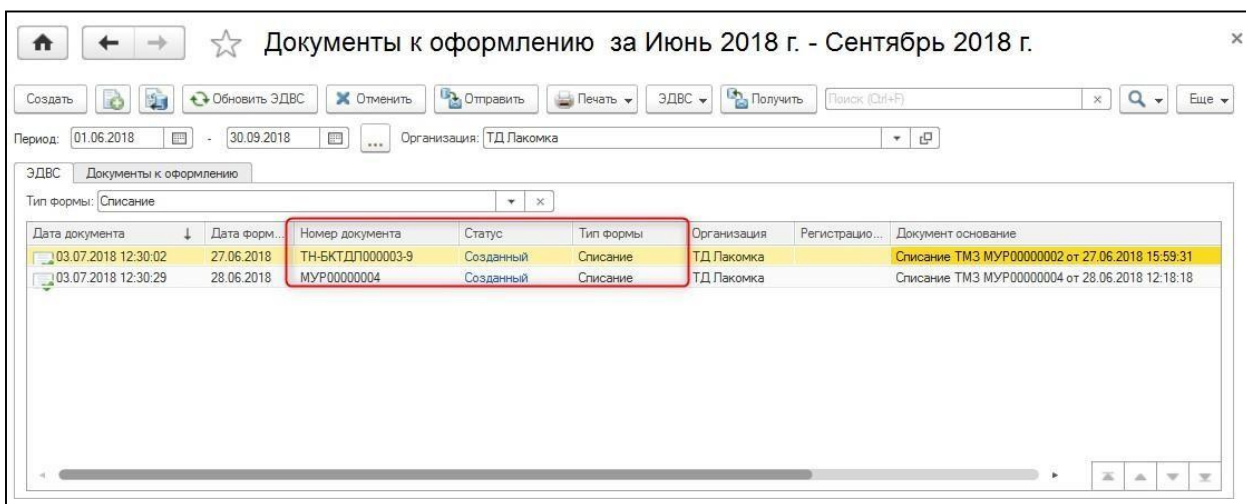 Документы к оформлению за Июнь 2018 г. - Сентябрь 2018 г.
Создать Обновить ЭДВС Отменить Отправить Печать ЭДВС Получить Поиск (Ctrl+F) Еще
Период: 01.06.2018 - 30.09.2018 ... Организация: ТД Лакомка
ЭДВС Документы к оформлению
Тип формы: Списание
Дата документа Дата форм... Номер документа Статус Тип формы Организация Регистрацио... Документ основание
03.07.2018 12:30:02 27.06.2018 ТН-БКТДЛ000003-9 Созданный Списание ТД Лакомка Списание ТМЗ МУР00000002 от 27.06.2018 15:59:31
03.07.2018 12:30:29 28.06.2018 МУР00000004 Созданный Списание ТД Лакомка Списание ТМЗ МУР00000004 от 28.06.2018 12:18:18